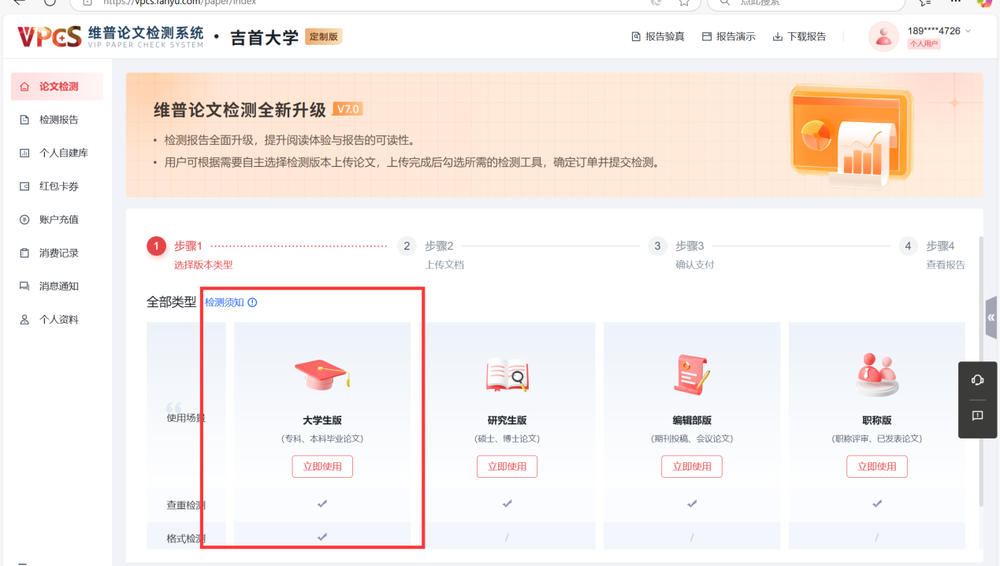 https://vpcs.fanyu.com/paper/index
点此搜索
VPCS 维普论文检测系统 · 吉首大学 定制版
VIP PAPER CHECK SYSTEM
报告验真 报告演示 下载报告
189****4726
个人用户
论文检测
检测报告
个人自建库
红包卡券
账户充值
消费记录
消息通知
个人资料
维普论文检测全新升级 V7.0
• 检测报告全面升级，提升阅读体验与报告的可读性。
• 用户可根据需要自主选择检测版本上传论文，上传完成后勾选所需的检测工具，确定订单并提交检测。
1 步骤1
选择版本类型
2 步骤2
上传文档
3 步骤3
确认支付
4 步骤4
查看报告
全部类型 检测须知
使用场景
大学生版
(专科、本科毕业论文)
立即使用
研究生版
(硕士、博士论文)
立即使用
编辑部版
(期刊投稿、会议论文)
立即使用
职称版
(职称评审、已发表论文)
立即使用
查重检测
格式检测 / / /